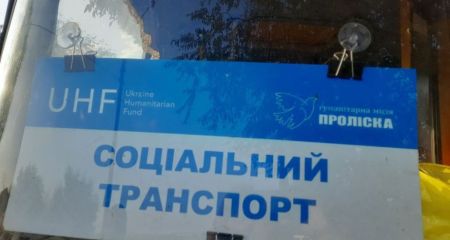 UHF
Ukraine
Humanitarian
Fund
гуманітарна місія
ПРОЛІСКА
СОЦІАЛЬНИЙ
ТРАНСПОРТ